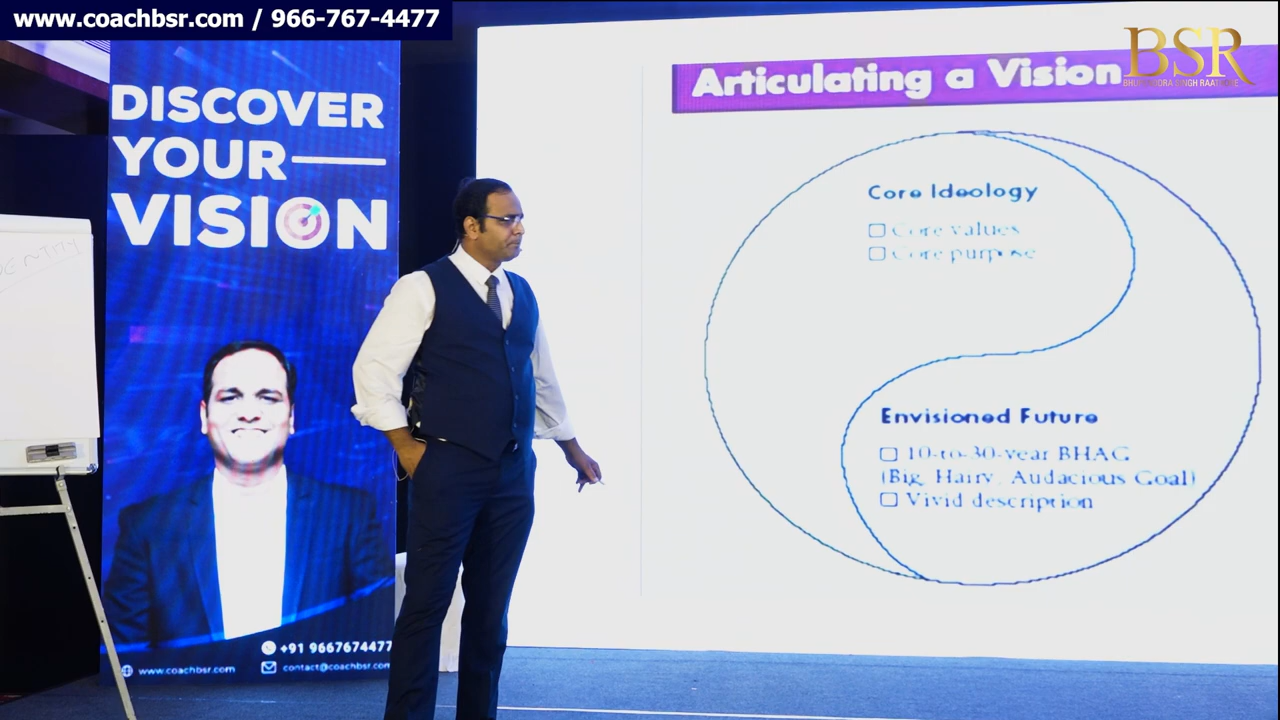 www.coachbsr.com / 966-767-4477
BSR
DISCOVER
YOUR
VISION
+91 9667674477
www.coachbsr.com
contact@coachbsr.com
Articulating a Vision
Core Ideology
Core values
Core purpose
Envisioned Future
10-to-30-year BHAG
(Big, Hairy, Audacious Goal)
Vivid description